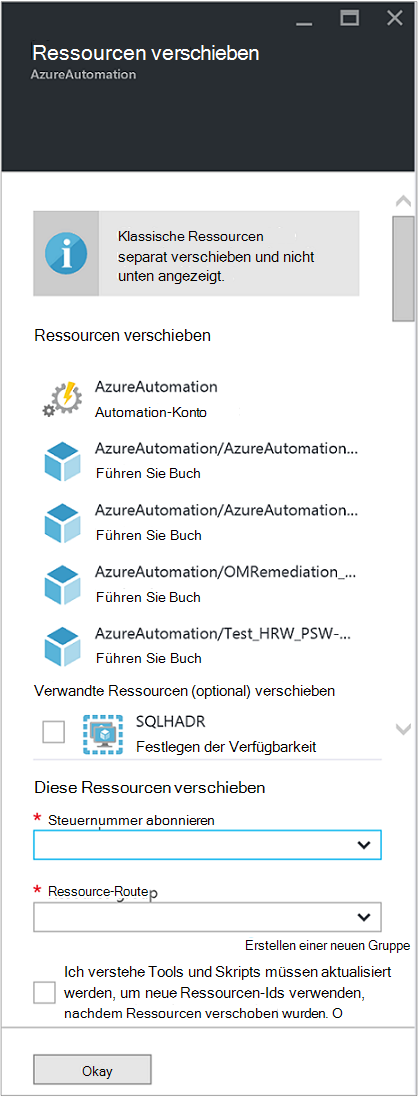 Ressourcen verschieben
AzureAutomation
Klassische Ressourcen
separat verschieben und nicht
unten angezeigt.
Ressourcen verschieben
AzureAutomation
Automation-Konto
AzureAutomation/AzureAutomation...
Führen Sie Buch
AzureAutomation/AzureAutomation...
Führen Sie Buch
AzureAutomation/OMRemediation_...
Führen Sie Buch
AzureAutomation/Test_HRW_PSW-...
Führen Sie Buch
Verwandte Ressourcen (optional) verschieben
SQLHADR
Festlegen der Verfügbarkeit
Diese Ressourcen verschieben
* Steuernummer abonnieren
* Ressource-Route
Erstellen einer neuen Gruppe
Ich verstehe Tools und Skripts müssen aktualisiert
werden, um neue Ressourcen-Ids verwenden,
nachdem Ressourcen verschoben wurden. O
Okay